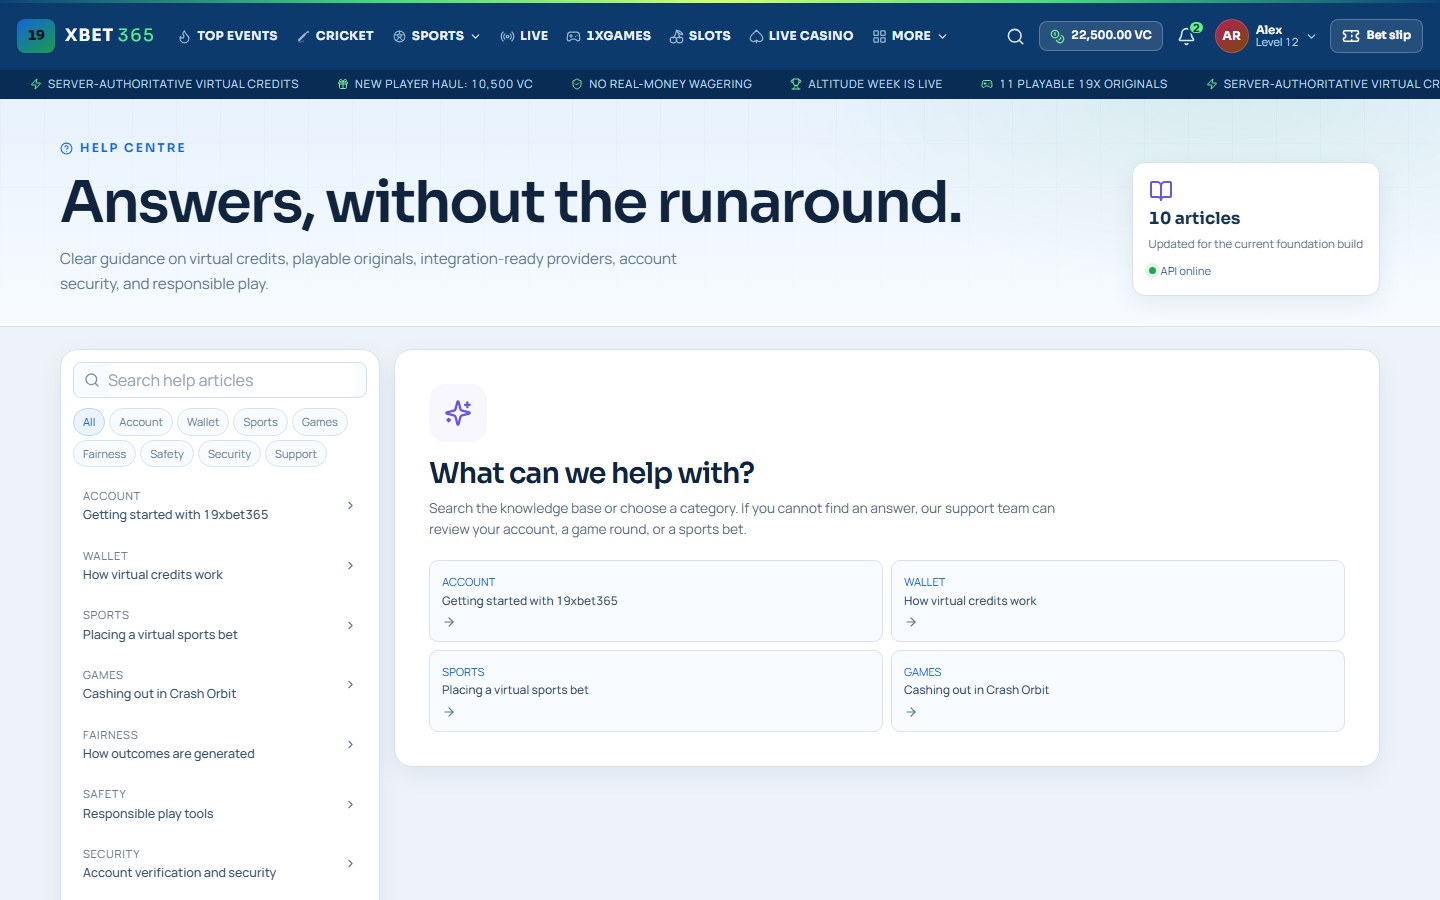 19 XBET 365 TOP EVENTS CRICKET SPORTS LIVE 1XGAMES SLOTS LIVE CASINO MORE 22,500.00 VC 2 AR Alex Level 12 Bet slip
SERVER-AUTHORITATIVE VIRTUAL CREDITS NEW PLAYER HAUL: 10,500 VC NO REAL-MONEY WAGERING ALTITUDE WEEK IS LIVE 11 PLAYABLE 19X ORIGINALS SERVER-AUTHORITATIVE VIRTUAL CR
HELP CENTRE
Answers, without the runaround.
Clear guidance on virtual credits, playable originals, integration-ready providers, account
security, and responsible play.
10 articles
Updated for the current foundation build
API online
Search help articles
All Account Wallet Sports Games
Fairness Safety Security Support
ACCOUNT
Getting started with 19xbet365
WALLET
How virtual credits work
SPORTS
Placing a virtual sports bet
GAMES
Cashing out in Crash Orbit
FAIRNESS
How outcomes are generated
SAFETY
Responsible play tools
SECURITY
Account verification and security
What can we help with?
Search the knowledge base or choose a category. If you cannot find an answer, our support team can
review your account, a game round, or a sports bet.
ACCOUNT
Getting started with 19xbet365
WALLET
How virtual credits work
SPORTS
Placing a virtual sports bet
GAMES
Cashing out in Crash Orbit